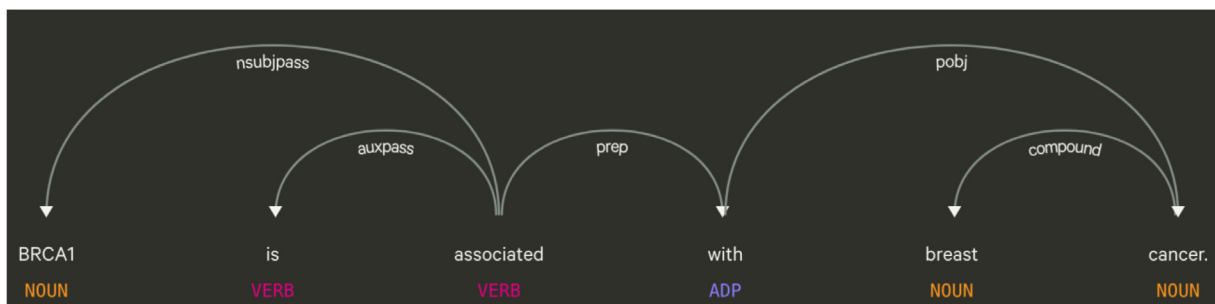 nsubjpass pobj
auxpass prep compound
BRCA1 is associated with breast cancer.
NOUN VERB VERB ADP NOUN NOUN